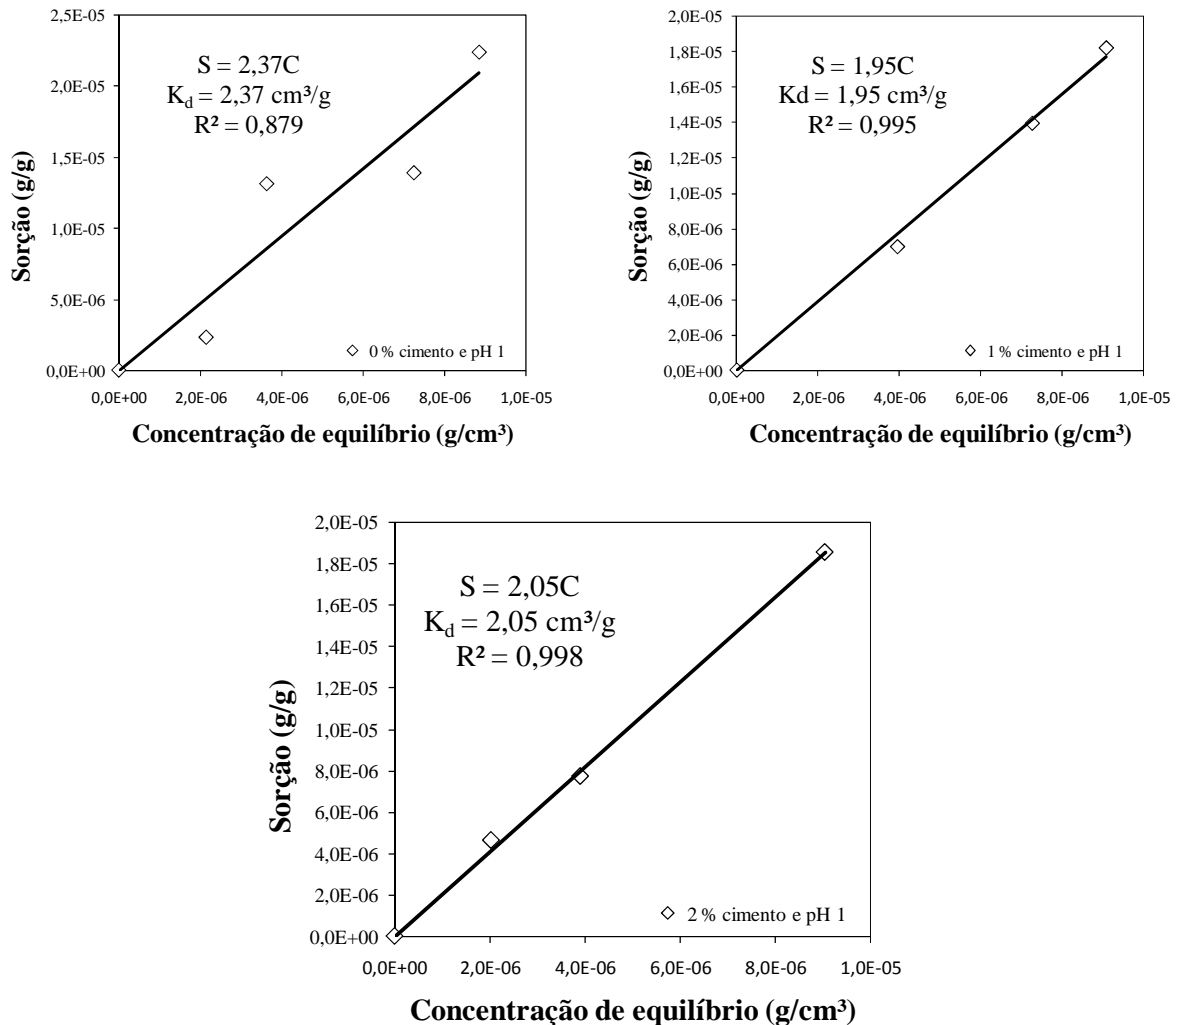 2,5E-05
2,0E-05
1,5E-05
1,0E-05
5,0E-06
0,0E+00
Sorção (g/g)
S = 2,37C
K_d = 2,37 cm³/g
R² = 0,879
0 % cimento e pH 1
0,0E+00 2,0E-06 4,0E-06 6,0E-06 8,0E-06 1,0E-05
Concentração de equilíbrio (g/cm³)
2,0E-05
1,8E-05
1,6E-05
1,4E-05
1,2E-05
1,0E-05
8,0E-06
6,0E-06
4,0E-06
2,0E-06
0,0E+00
Sorção (g/g)
S = 1,95C
Kd = 1,95 cm³/g
R² = 0,995
1 % cimento e pH 1
0,0E+00 2,0E-06 4,0E-06 6,0E-06 8,0E-06 1,0E-05
Concentração de equilíbrio (g/cm³)
2,0E-05
1,8E-05
1,6E-05
1,4E-05
1,2E-05
1,0E-05
8,0E-06
6,0E-06
4,0E-06
2,0E-06
0,0E+00
Sorção (g/g)
S = 2,05C
K_d = 2,05 cm³/g
R² = 0,998
2 % cimento e pH 1
0,0E+00 2,0E-06 4,0E-06 6,0E-06 8,0E-06 1,0E-05
Concentração de equilíbrio (g/cm³)